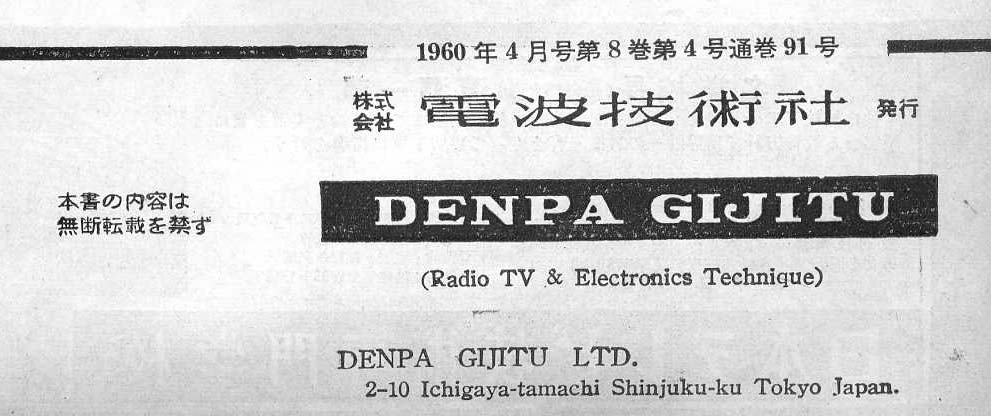 1960年4月号第8巻第4号通巻91号
株式会社 電波技術社 発行
本書の内容は
無断転載を禁ず
DENPA GIJITU
(Radio TV & Electronics Technique)
DENPA GIJITU LTD.
2-10 Ichigaya-tamachi Shinjuku-ku Tokyo Japan.